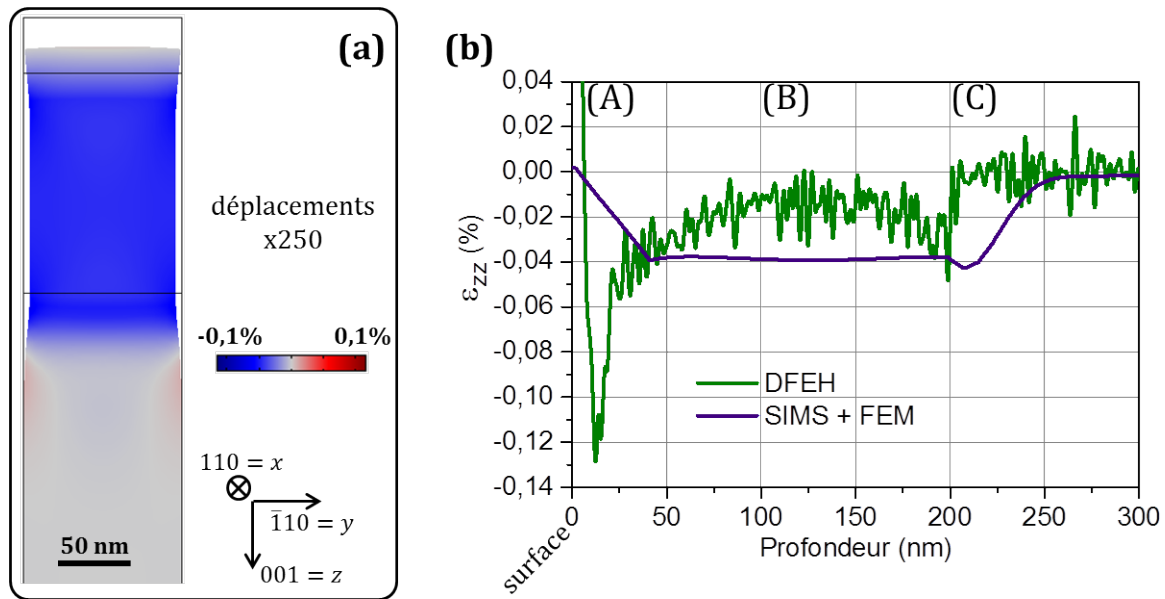 (a)
déplacements
x250
-0,1%
0,1%
110 = x
1̄10 = y
001 = z
50 nm
(b)
(A)
(B)
(C)
0,04
0,02
0,00
-0,02
-0,04
-0,06
-0,08
-0,10
-0,12
-0,14
εzz (%)
DFEH
SIMS + FEM
0
50
100
150
200
250
300
surface
Profondeur (nm)